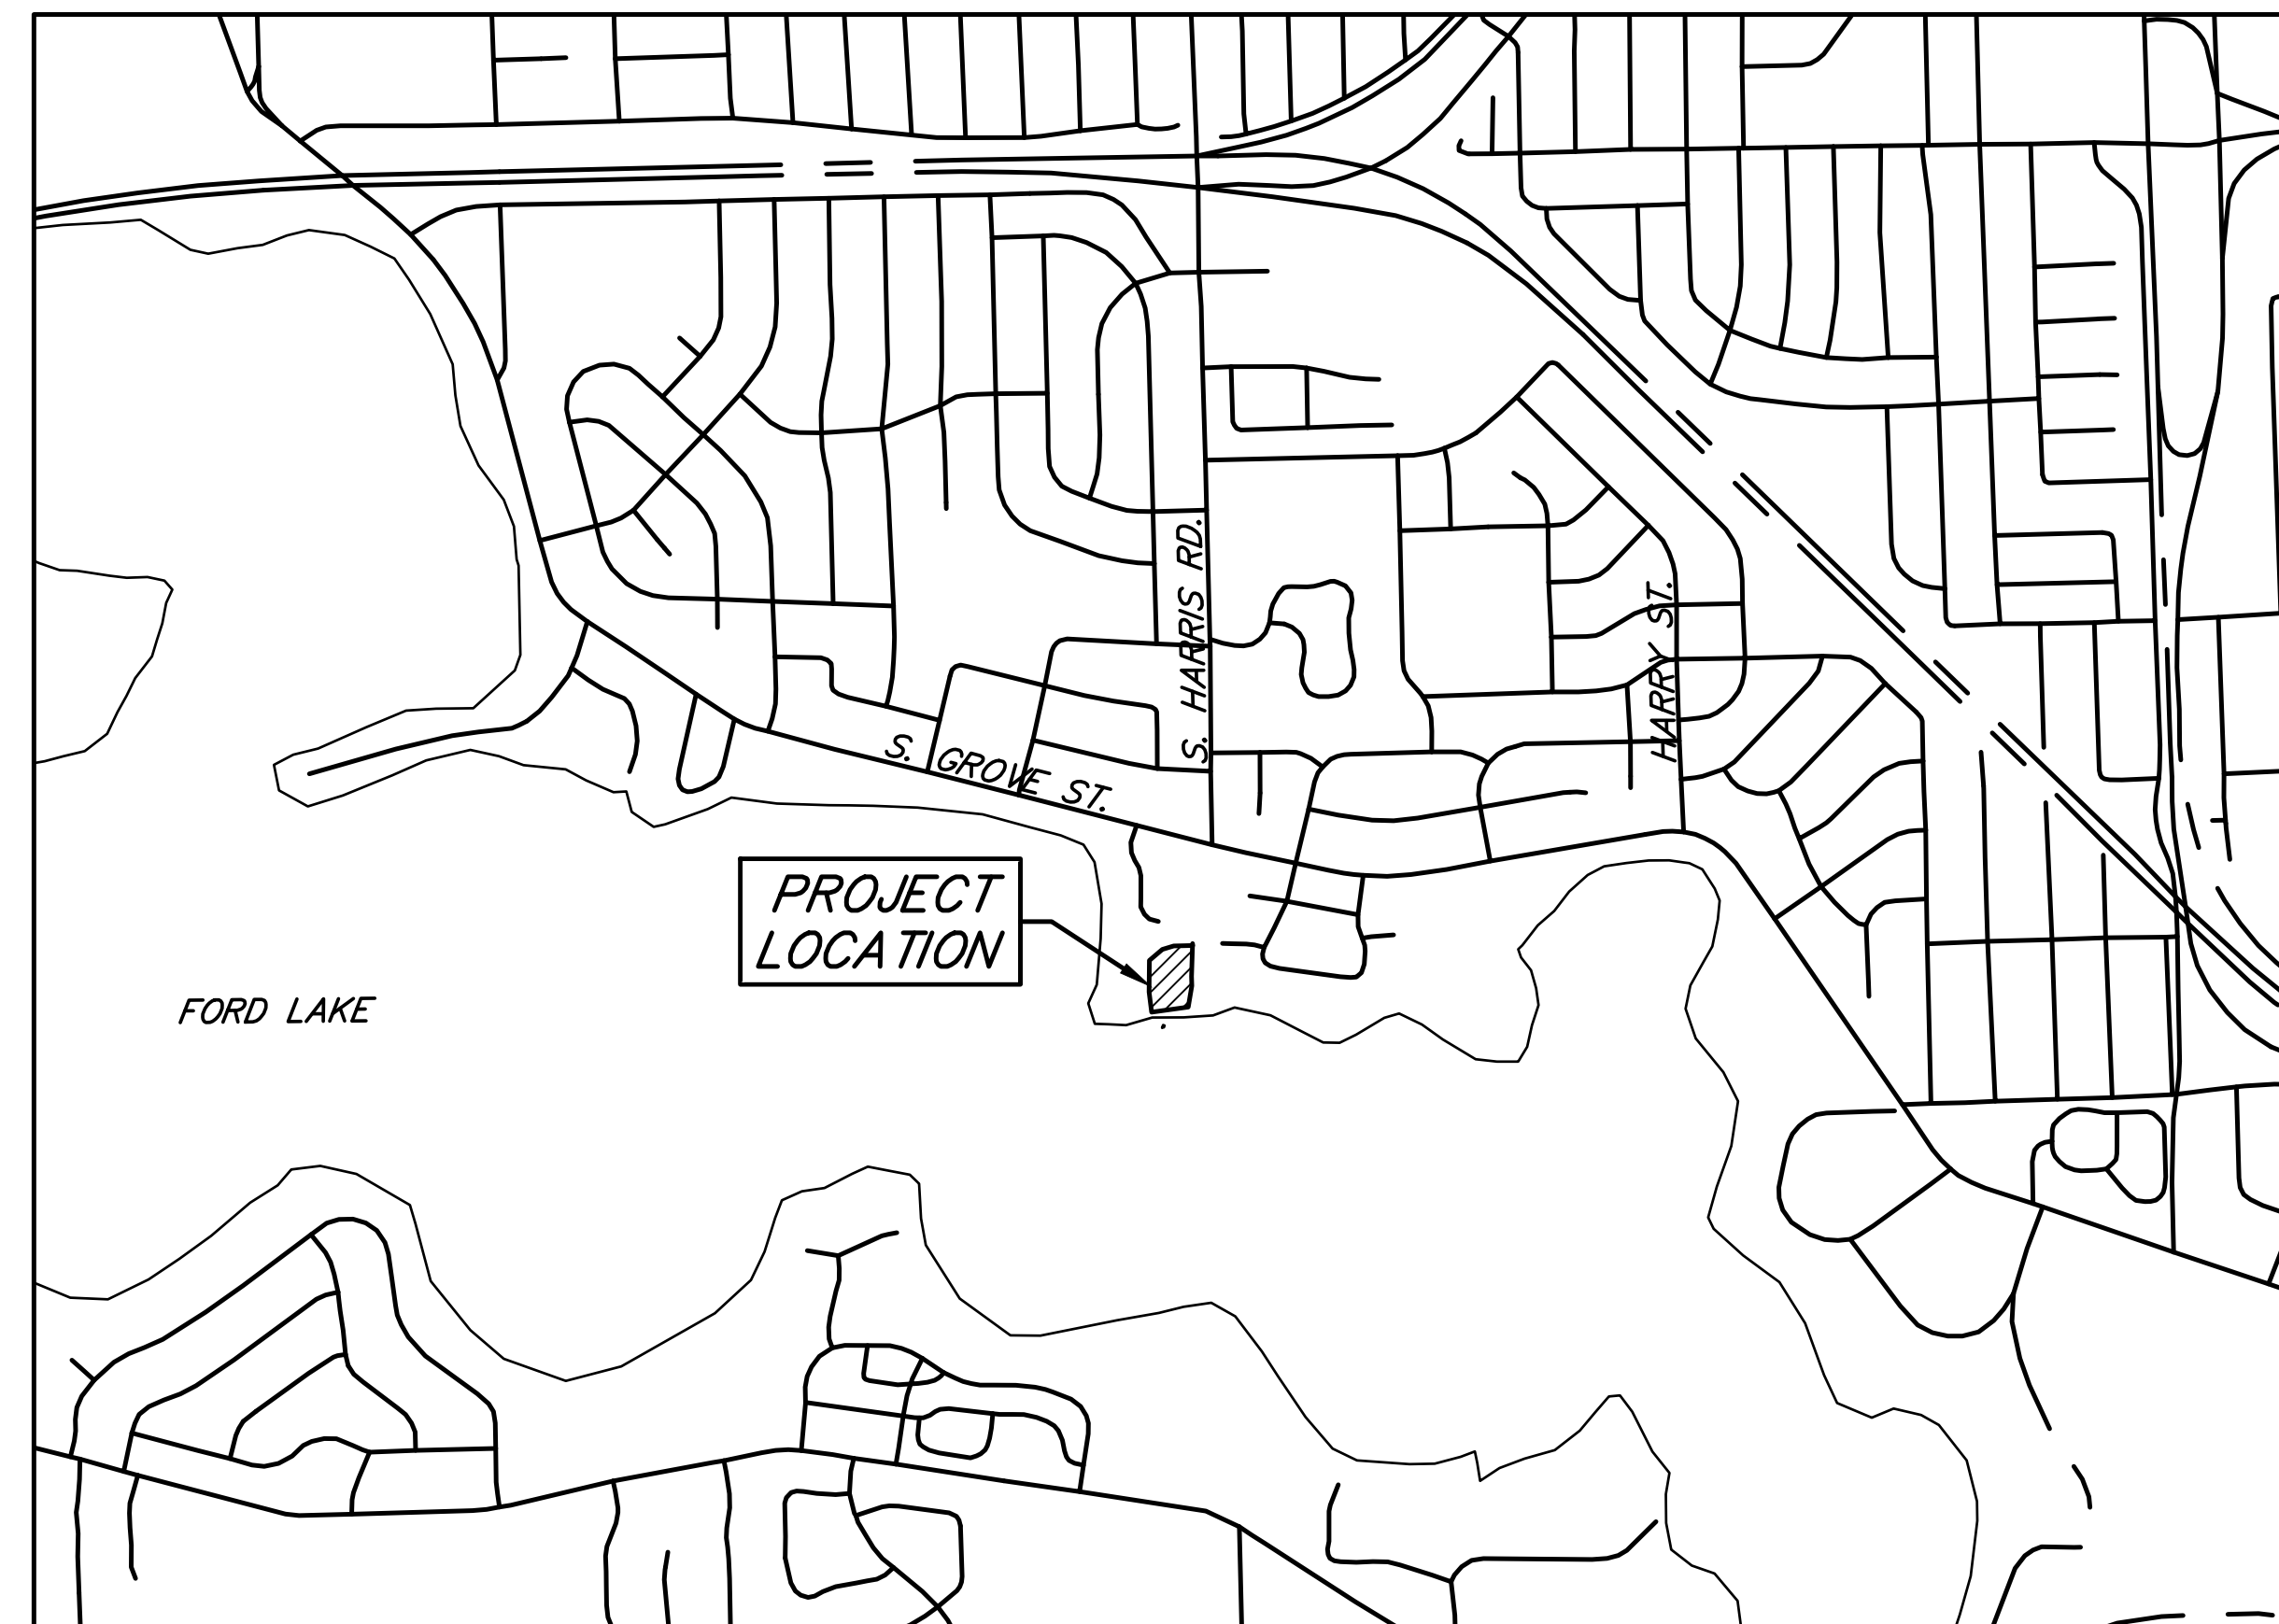 S. HARRIS RD.
HARRY ST.
S. GROVE ST.
PROJECT
LOCATION
FORD LAKE